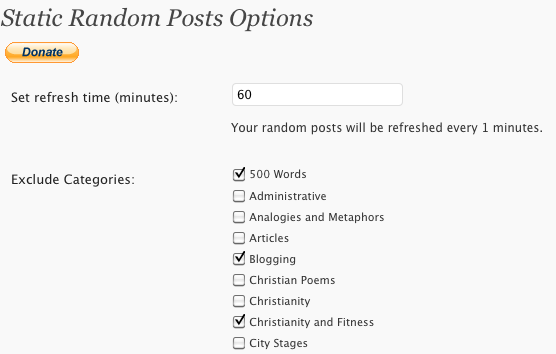 Static Random Posts Options
Donate
Set refresh time (minutes): 60
Your random posts will be refreshed every 1 minutes.
Exclude Categories:
500 Words
Administrative
Analogies and Metaphors
Articles
Blogging
Christian Poems
Christianity
Christianity and Fitness
City Stages